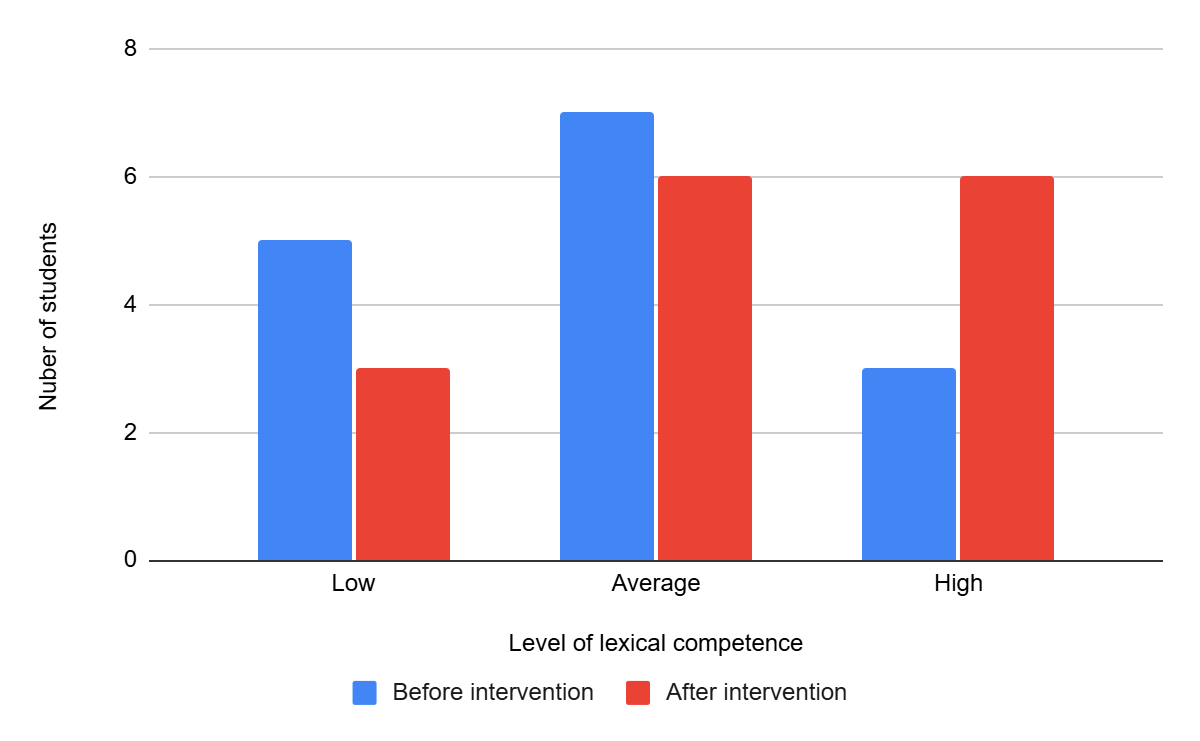 8
6
4
2
0
Nuber of students
Low Average High
Level of lexical competence
Before intervention After intervention